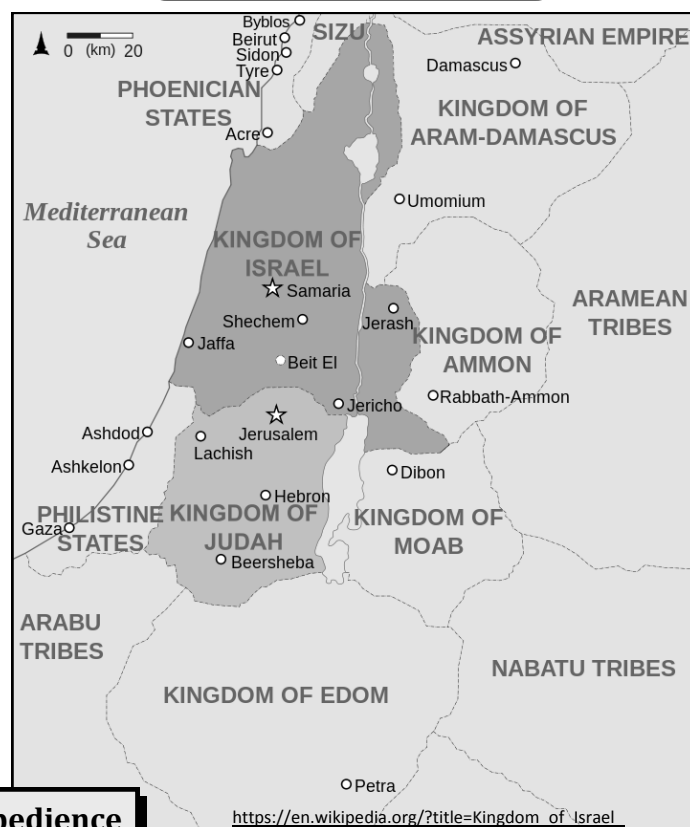 Byblos
SIZU
ASSYRIAN EMPIRE
Beirut
0 (km) 20
Sidon
Damascus
Tyre
PHOENICIAN
STATES
KINGDOM OF
ARAM-DAMASCUS
Acre
Umomium
Mediterranean
Sea
KINGDOM OF
ISRAEL
Samaria
ARAMEAN
TRIBES
Shechem
Jerash
KINGDOM OF
AMMON
Jaffa
Beit El
Rabbath-Ammon
Jericho
Ashdod
Jerusalem
Lachish
Ashkelon
Dibon
Hebron
PHILISTINE
STATES
KINGDOM OF
JUDAH
KINGDOM OF
MOAB
Gaza
Beersheba
ARABU
TRIBES
NABATU TRIBES
KINGDOM OF EDOM
Petra
https://en.wikipedia.org/?title=Kingdom_of_Israel_